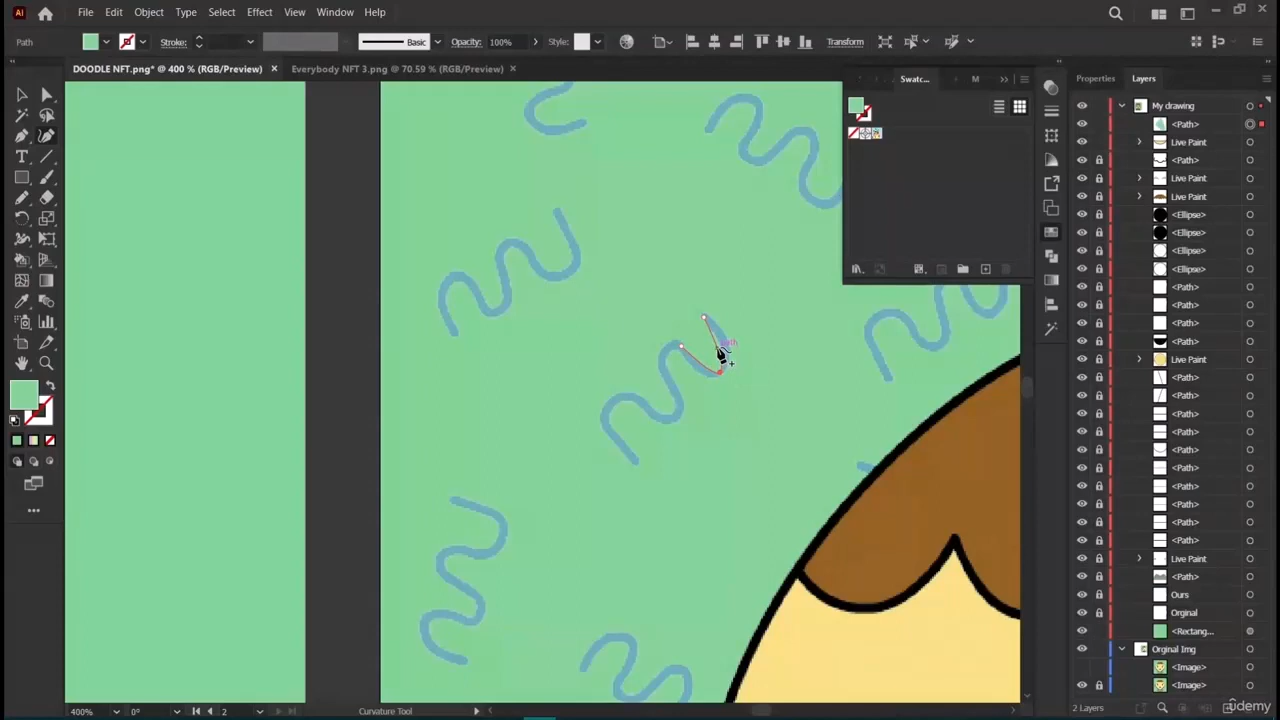 Ai File Edit Object Type Select Effect View Window Help
Path Stroke: Basic Opacity: 100% Style: Transform
DOODLE NFT.png* @ 400 % (RGB/Preview) × Everybody NFT 3.png @ 70.59 % (RGB/Preview) ×
Swatc... M
Properties Layers
My drawing
<Path>
Live Paint
<Path>
Live Paint
Live Paint
<Ellipse>
<Ellipse>
<Ellipse>
<Ellipse>
<Path>
<Path>
<Path>
<Path>
Live Paint
<Path>
<Path>
<Path>
<Path>
<Path>
<Path>
<Path>
<Path>
<Path>
<Path>
Live Paint
<Path>
Ours
Orginal
<Rectang...
Orginal Img
<Image>
<Image>
400% 0° 2 Curvature Tool
2 Layers
ûdemy